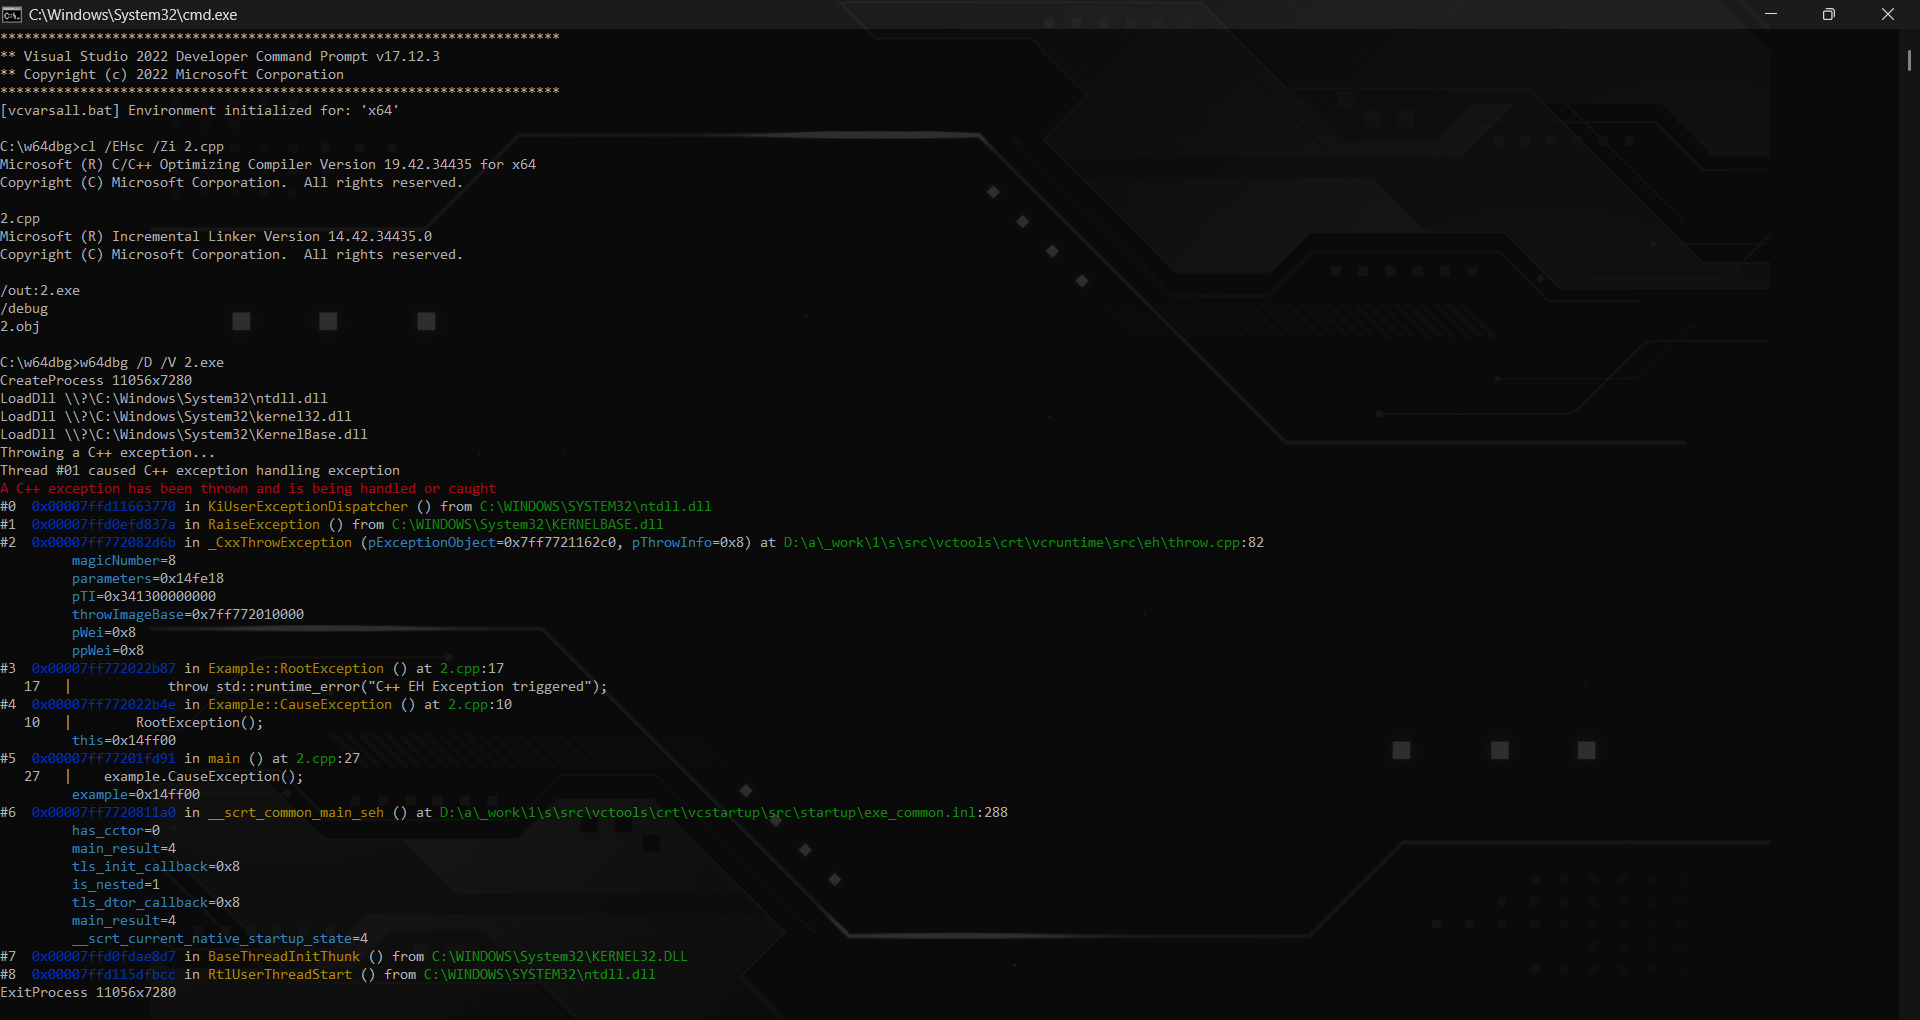 C:\Windows\System32\cmd.exe
**********************************************************************
** Visual Studio 2022 Developer Command Prompt v17.12.3
** Copyright (c) 2022 Microsoft Corporation
**********************************************************************
[vcvarsall.bat] Environment initialized for: 'x64'
C:\w64dbg>cl /EHsc /Zi 2.cpp
Microsoft (R) C/C++ Optimizing Compiler Version 19.42.34435 for x64
Copyright (C) Microsoft Corporation.  All rights reserved.
2.cpp
Microsoft (R) Incremental Linker Version 14.42.34435.0
Copyright (C) Microsoft Corporation.  All rights reserved.
/out:2.exe
/debug
2.obj
C:\w64dbg>w64dbg /D /V 2.exe
CreateProcess 11056x7280
LoadDll \\?\C:\Windows\System32\ntdll.dll
LoadDll \\?\C:\Windows\System32\kernel32.dll
LoadDll \\?\C:\Windows\System32\KernelBase.dll
Throwing a C++ exception...
Thread #01 caused C++ exception handling exception
A C++ exception has been thrown and is being handled or caught
#0  0x00007ffd11663770 in KiUserExceptionDispatcher () from C:\WINDOWS\SYSTEM32\ntdll.dll
#1  0x00007ffd0efd837a in RaiseException () from C:\WINDOWS\System32\KERNELBASE.dll
#2  0x00007ff772082d6b in _CxxThrowException (pExceptionObject=0x7ff7721162c0, pThrowInfo=0x8) at D:\a\_work\1\s\src\vctools\crt\vcruntime\src\eh\throw.cpp:82
magicNumber=8
parameters=0x14fe18
pTI=0x341300000000
throwImageBase=0x7ff772010000
pWei=0x8
ppWei=0x8
#3  0x00007ff772022b87 in Example::RootException () at 2.cpp:17
17   |            throw std::runtime_error("C++ EH Exception triggered");
#4  0x00007ff772022b4e in Example::CauseException () at 2.cpp:10
10   |        RootException();
this=0x14ff00
#5  0x00007ff77201fd91 in main () at 2.cpp:27
27   |    example.CauseException();
example=0x14ff00
#6  0x00007ff7720811a0 in __scrt_common_main_seh () at D:\a\_work\1\s\src\vctools\crt\vcstartup\src\startup\exe_common.inl:288
has_cctor=0
main_result=4
tls_init_callback=0x8
is_nested=1
tls_dtor_callback=0x8
main_result=4
__scrt_current_native_startup_state=4
#7  0x00007ffd0fdae8d7 in BaseThreadInitThunk () from C:\WINDOWS\System32\KERNEL32.DLL
#8  0x00007ffd115dfbcc in RtlUserThreadStart () from C:\WINDOWS\SYSTEM32\ntdll.dll
ExitProcess 11056x7280